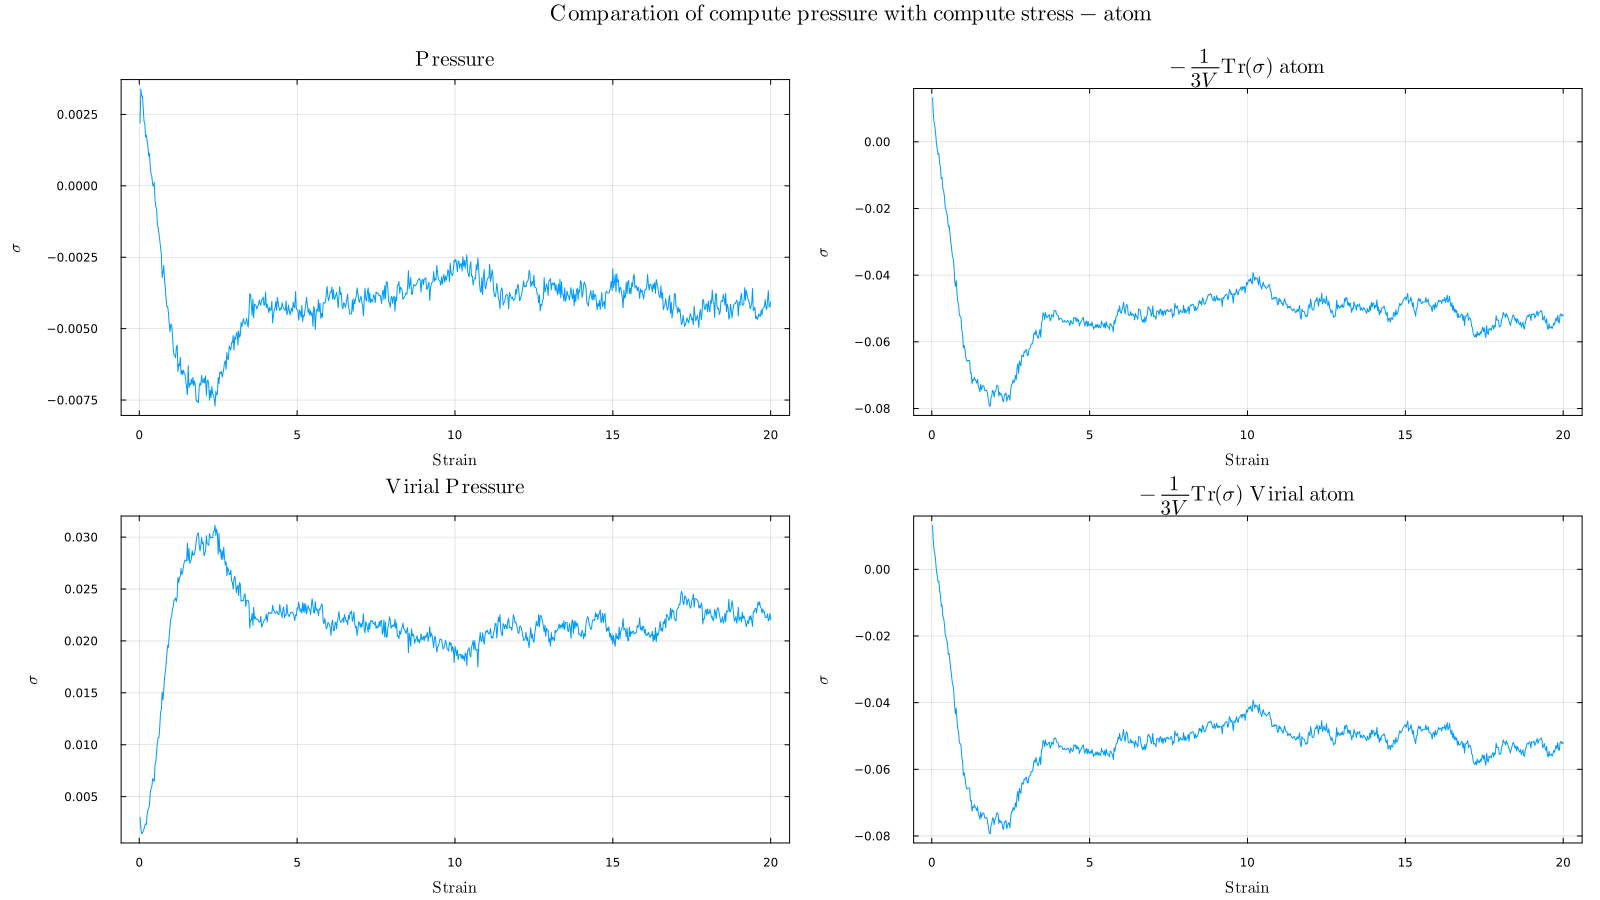 Comparation of compute pressure with compute stress − atom
Pressure
0.0025
0.0000
−0.0025
−0.0050
−0.0075
σ
0 5 10 15 20
Strain
− 1/3V Tr(σ) atom
0.00
−0.02
−0.04
−0.06
−0.08
σ
0 5 10 15 20
Strain
Virial Pressure
0.030
0.025
0.020
0.015
0.010
0.005
σ
0 5 10 15 20
Strain
− 1/3V Tr(σ) Virial atom
0.00
−0.02
−0.04
−0.06
−0.08
σ
0 5 10 15 20
Strain